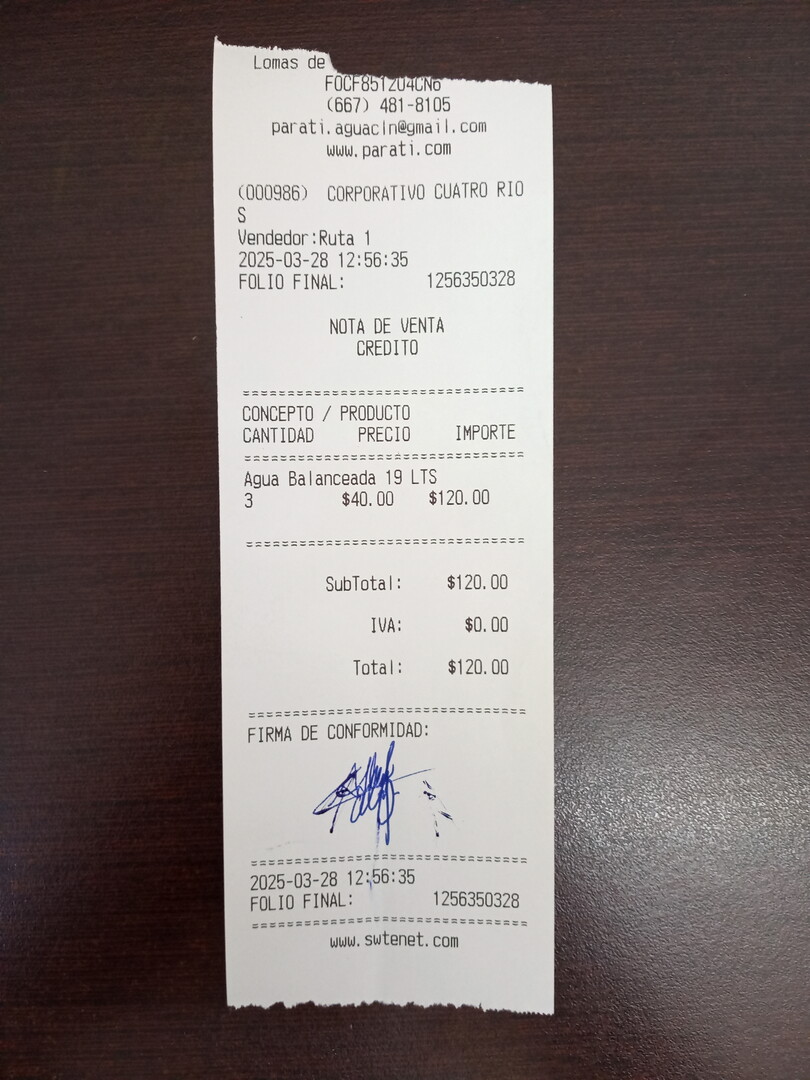 Lomas de
FOCF851204CN6
(667) 481-8105
parati.aguacln@gmail.com
www.parati.com
(000986) CORPORATIVO CUATRO RIO
S
Vendedor:Ruta 1
2025-03-28 12:56:35
FOLIO FINAL: 1256350328
NOTA DE VENTA
CREDITO
================================
CONCEPTO / PRODUCTO
CANTIDAD PRECIO IMPORTE
================================
Agua Balanceada 19 LTS
3 $40.00 $120.00
================================
SubTotal: $120.00
IVA: $0.00
Total: $120.00
================================
FIRMA DE CONFORMIDAD:
================================
2025-03-28 12:56:35
FOLIO FINAL: 1256350328
================================
www.swtenet.com